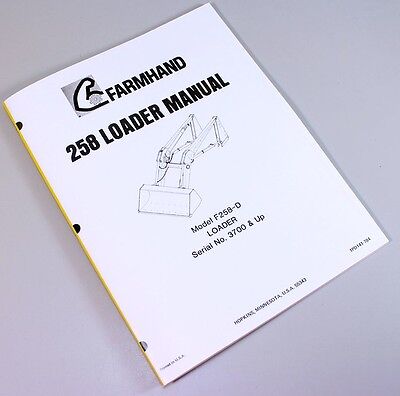 FARMHAND
258 LOADER MANUAL
Model F258-D
LOADER
Serial No. 3700 & Up
HOPKINS, MINNESOTA, U.S.A. 55343